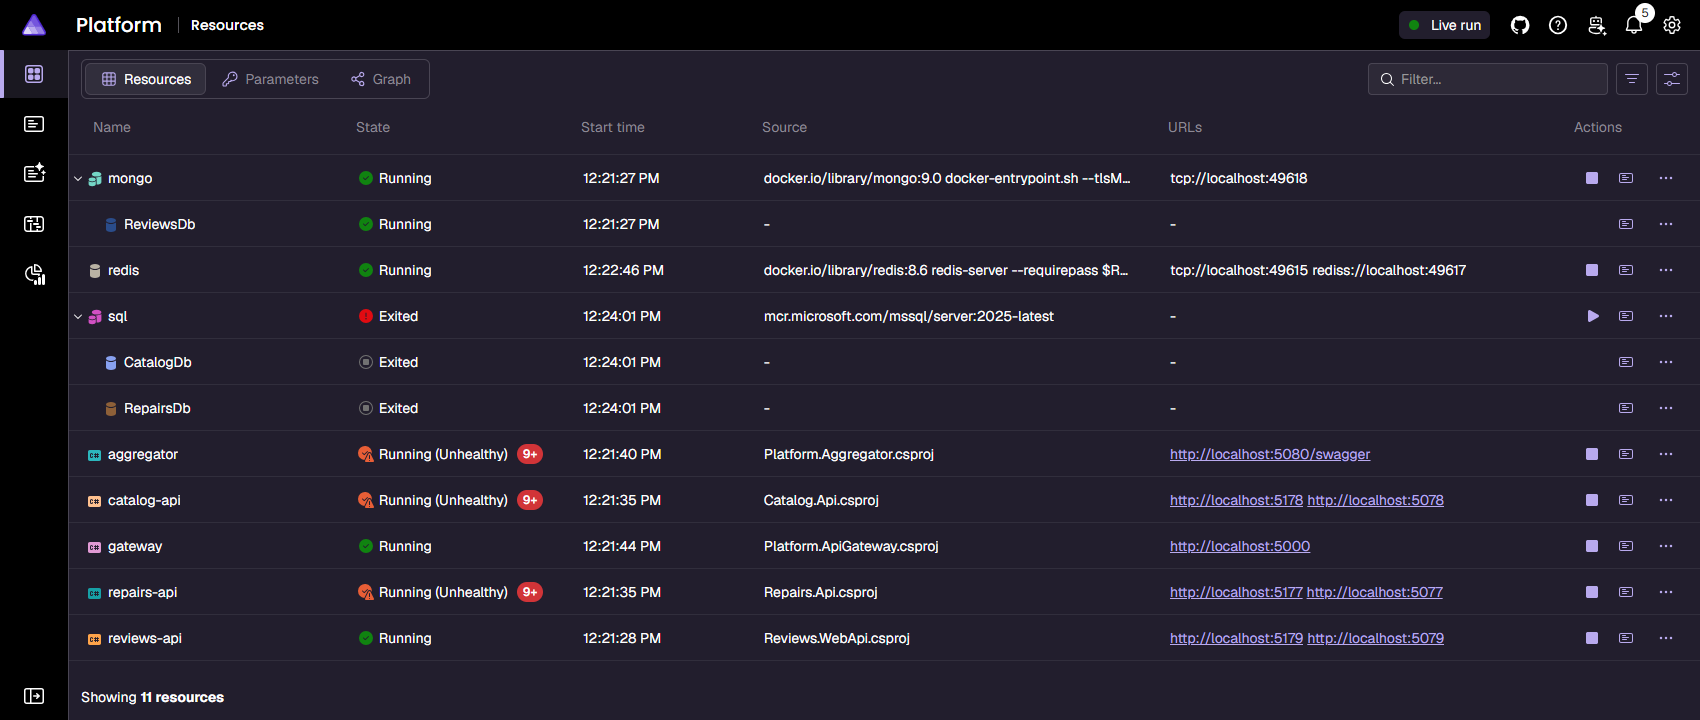 Platform | Resources Live run 5
Resources Parameters Graph Filter...
Name State Start time Source URLs Actions
mongo Running 12:21:27 PM docker.io/library/mongo:9.0 docker-entrypoint.sh --tlsM... tcp://localhost:49618
ReviewsDb Running 12:21:27 PM - -
redis Running 12:22:46 PM docker.io/library/redis:8.6 redis-server --requirepass $R... tcp://localhost:49615 rediss://localhost:49617
sql Exited 12:24:01 PM mcr.microsoft.com/mssql/server:2025-latest -
CatalogDb Exited 12:24:01 PM - -
RepairsDb Exited 12:24:01 PM - -
C# aggregator Running (Unhealthy) 9+ 12:21:40 PM Platform.Aggregator.csproj http://localhost:5080/swagger
C# catalog-api Running (Unhealthy) 9+ 12:21:35 PM Catalog.Api.csproj http://localhost:5178 http://localhost:5078
C# gateway Running 12:21:44 PM Platform.ApiGateway.csproj http://localhost:5000
C# repairs-api Running (Unhealthy) 9+ 12:21:35 PM Repairs.Api.csproj http://localhost:5177 http://localhost:5077
C# reviews-api Running 12:21:28 PM Reviews.WebApi.csproj http://localhost:5179 http://localhost:5079
Showing 11 resources